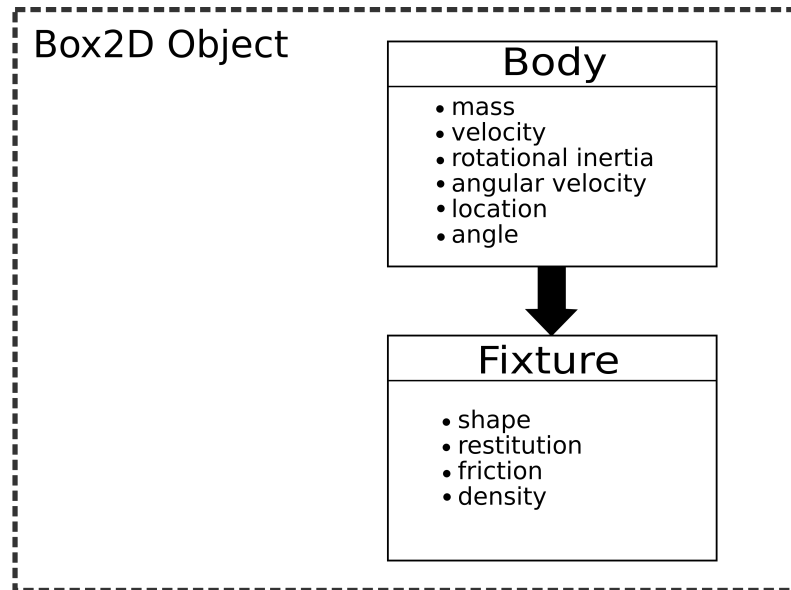 Box2D Object
Body
• mass
• velocity
• rotational inertia
• angular velocity
• location
• angle
Fixture
• shape
• restitution
• friction
• density